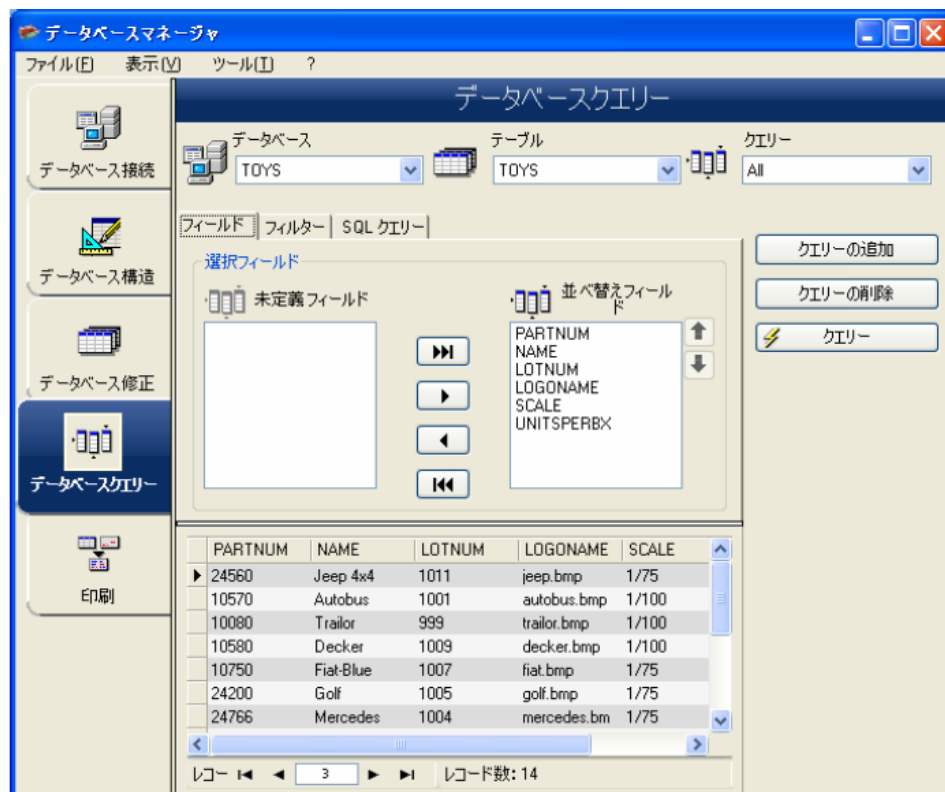 データベースマネージャ
ファイル(F) 表示(V) ツール(T) ?
データベース接続
データベース構造
データベース修正
データベースクエリー
印刷
データベースクエリー
データベース
TOYS
テーブル
TOYS
クエリー
All
フィールド フィルター SQL クエリー
選択フィールド
未定義フィールド
並べ替えフィール
ド
PARTNUM
NAME
LOTNUM
LOGONAME
SCALE
UNITSPERBX
クエリーの追加
クエリーの削除
クエリー
PARTNUM NAME LOTNUM LOGONAME SCALE
24560 Jeep 4x4 1011 jeep.bmp 1/75
10570 Autobus 1001 autobus.bmp 1/100
10080 Trailor 999 trailor.bmp 1/100
10580 Decker 1009 decker.bmp 1/100
10750 Fiat-Blue 1007 fiat.bmp 1/75
24200 Golf 1005 golf.bmp 1/75
24766 Mercedes 1004 mercedes.bm 1/75
レコー 3 レコード数: 14